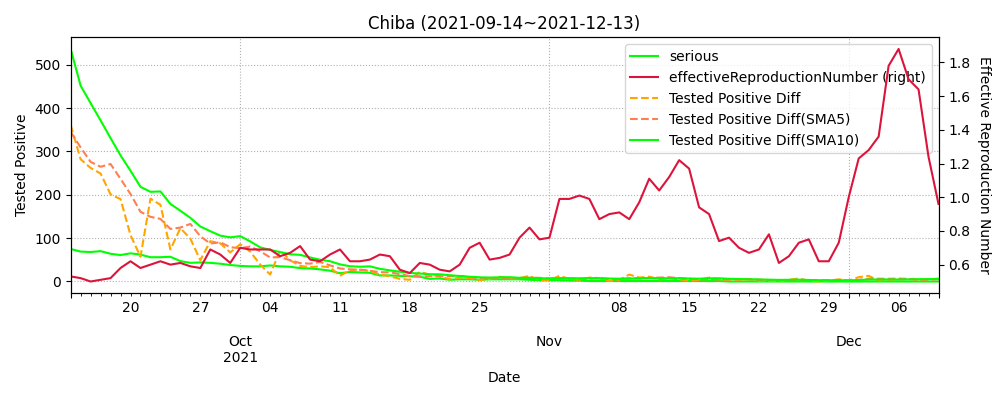 Chiba (2021-09-14~2021-12-13)
serious
effectiveReproductionNumber (right)
Tested Positive Diff
Tested Positive Diff(SMA5)
Tested Positive Diff(SMA10)
Tested Positive
500
400
300
200
100
0
1.8
1.6
1.4
1.2
1.0
0.8
0.6
Effective Reproduction Number
20 27 04 11 18 25 08 15 22 29 06
Oct Nov Dec
2021
Date